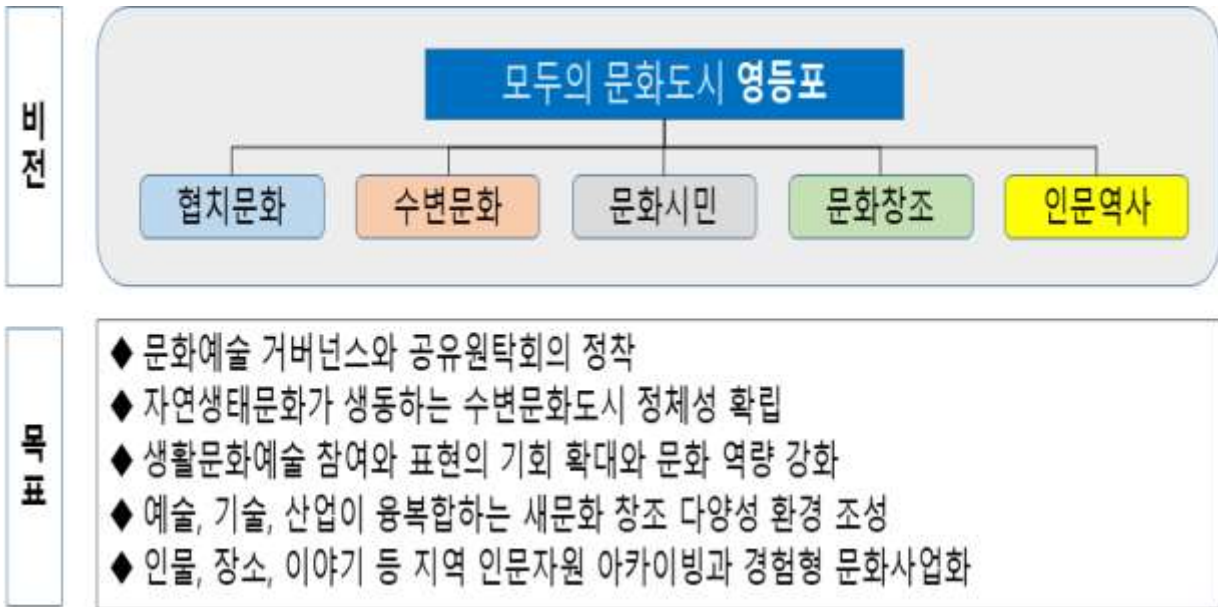 비전
모두의 문화도시 영등포
협치문화 수변문화 문화시민 문화창조 인문역사
목표
◆ 문화예술 거버넌스와 공유원탁회의 정착
◆ 자연생태문화가 생동하는 수변문화도시 정체성 확립
◆ 생활문화예술 참여와 표현의 기회 확대와 문화 역량 강화
◆ 예술, 기술, 산업이 융복합하는 새문화 창조 다양성 환경 조성
◆ 인물, 장소, 이야기 등 지역 인문자원 아카이빙과 경험형 문화사업화